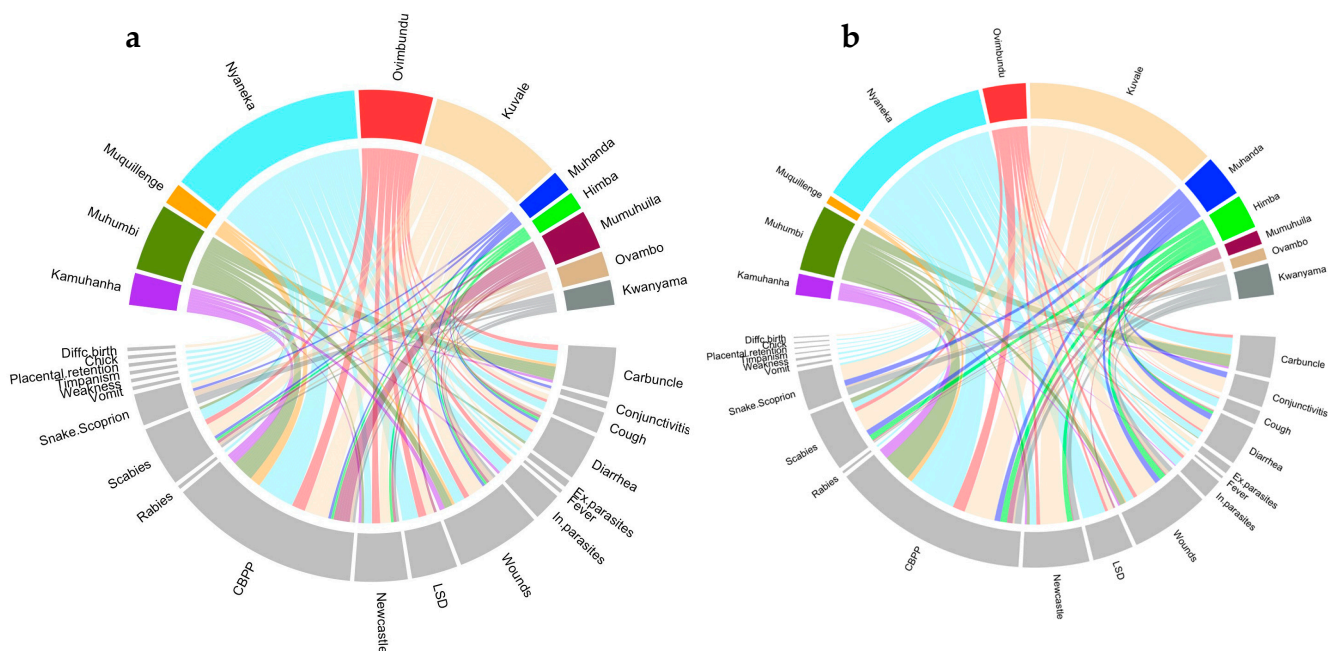 a
Nyaneka
Ovimbundu
Kuvale
Muhanda
Himba
Mumuhuila
Ovambo
Kwanyama
Muquillenge
Muhumbi
Kamuhanha
Diffc.birth
Chick
Placental.retention
Timpanism
Weakness
Vomit
Snake.Scoprion
Scabies
Rabies
CBPP
Newcastle
LSD
Wounds
In.parasites
Fever
Ex.parasites
Diarrhea
Cough
Conjunctivitis
Carbuncle
b
Nyaneka
Ovimbundu
Kuvale
Muhanda
Himba
Mumuhuila
Ovambo
Kwanyama
Muquillenge
Muhumbi
Kamuhanha
Diffc.birth
Chick
Placental.retention
Timpanism
Weakness
Vomit
Snake.Scoprion
Scabies
Rabies
CBPP
Newcastle
LSD
Wounds
In.parasites
Fever
Ex.parasites
Diarrhea
Cough
Conjunctivitis
Carbuncle